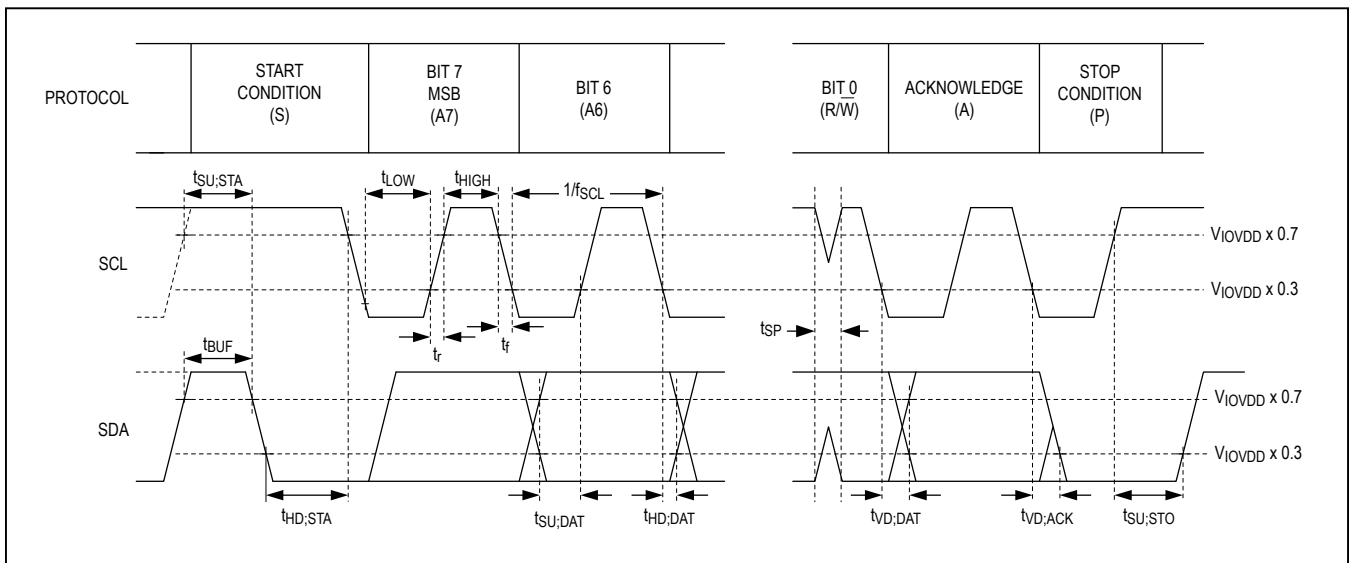 PROTOCOL
START
CONDITION
(S)
BIT 7
MSB
(A7)
BIT 6
(A6)
BIT 0
(R/W̅)
ACKNOWLEDGE
(A)
STOP
CONDITION
(P)
tSU;STA
tLOW
tHIGH
1/fSCL
SCL
VIOVDD x 0.7
VIOVDD x 0.3
tr
tf
tSP
tBUF
SDA
VIOVDD x 0.7
VIOVDD x 0.3
tHD;STA
tSU;DAT
tHD;DAT
tVD;DAT
tVD;ACK
tSU;STO